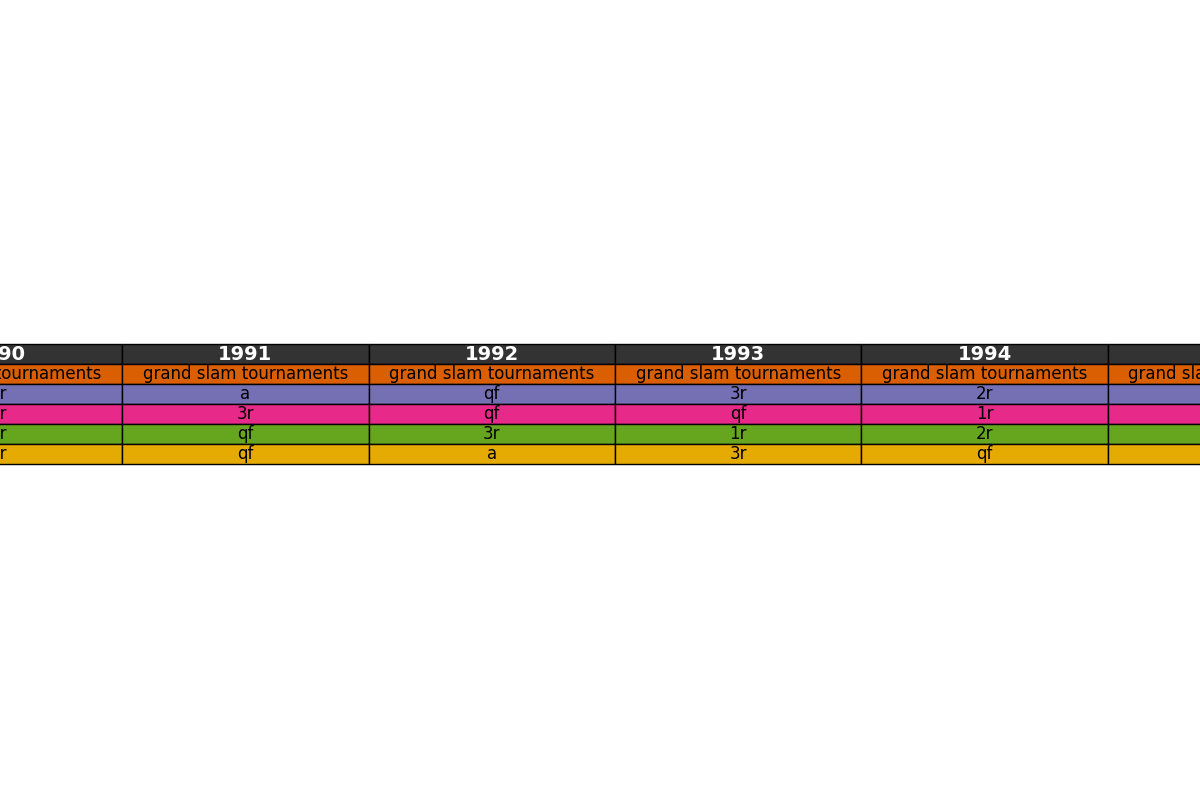 90 1991 1992 1993 1994
tournaments grand slam tournaments grand slam tournaments grand slam tournaments grand slam tournaments grand
r a qf 3r 2r
r 3r qf qf 1r
r qf 3r 1r 2r
r qf a 3r qf